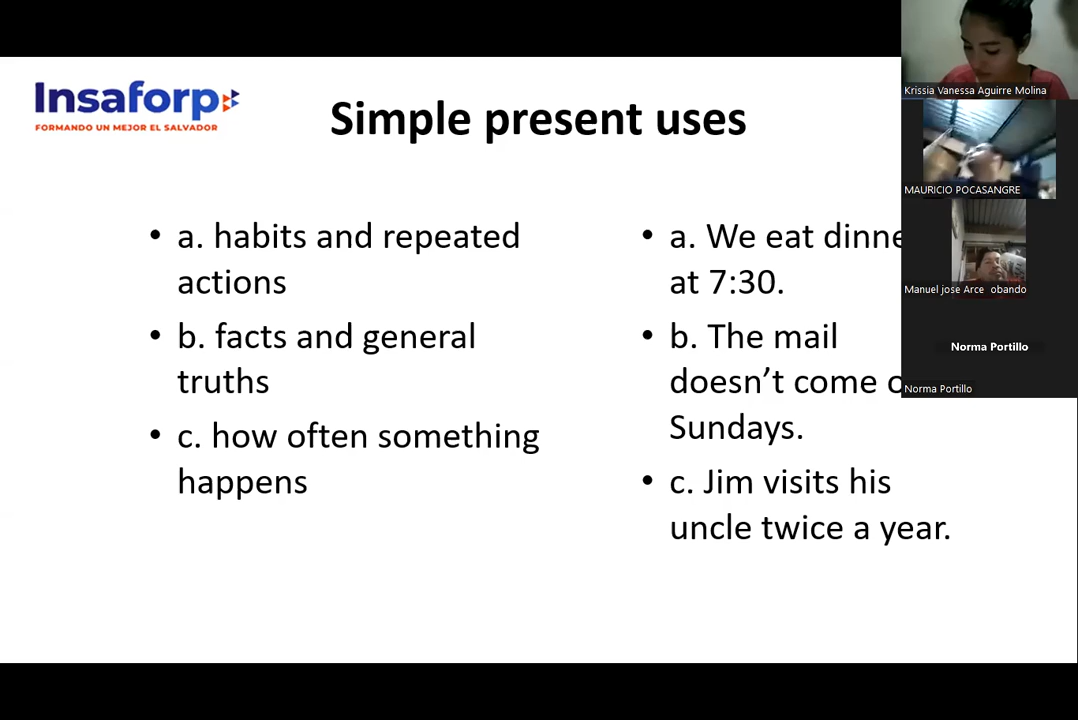 Insaforp
FORMANDO UN MEJOR EL SALVADOR
Simple present uses
• a. habits and repeated
actions
• b. facts and general
truths
• c. how often something
happens
• a. We eat dinne
at 7:30.
• b. The mail
doesn’t come
Sundays.
• c. Jim visits his
uncle twice a year.
Krissia Vanessa Aguirre Molina
MAURICIO POCASANGRE
Manuel jose Arce obando
Norma Portillo
Norma Portillo